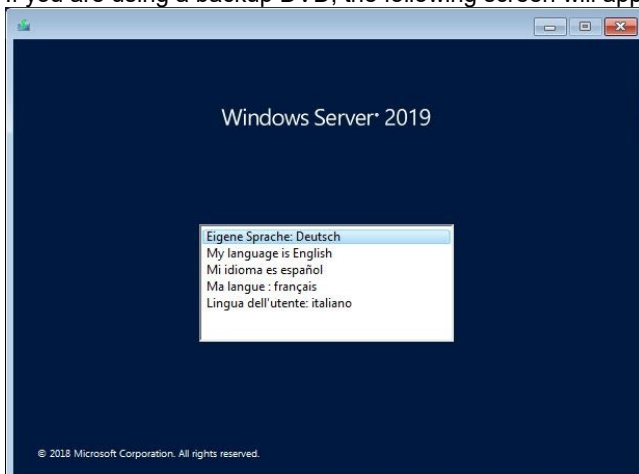 If you are using a backup DVD, the following screen will app
Windows Server 2019
Eigene Sprache: Deutsch
My language is English
Mi idioma es español
Ma langue : français
Lingua dell'utente: italiano
© 2018 Microsoft Corporation. All rights reserved.